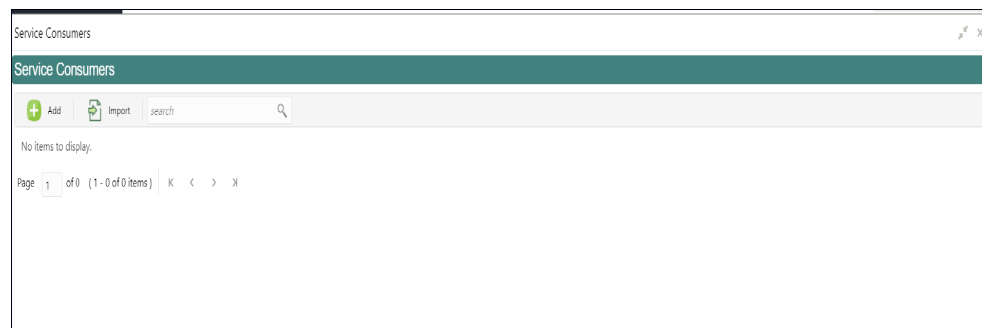 Service Consumers
Service Consumers
Add Import search
No items to display.
Page 1 of 0 (1 - 0 of 0 items)